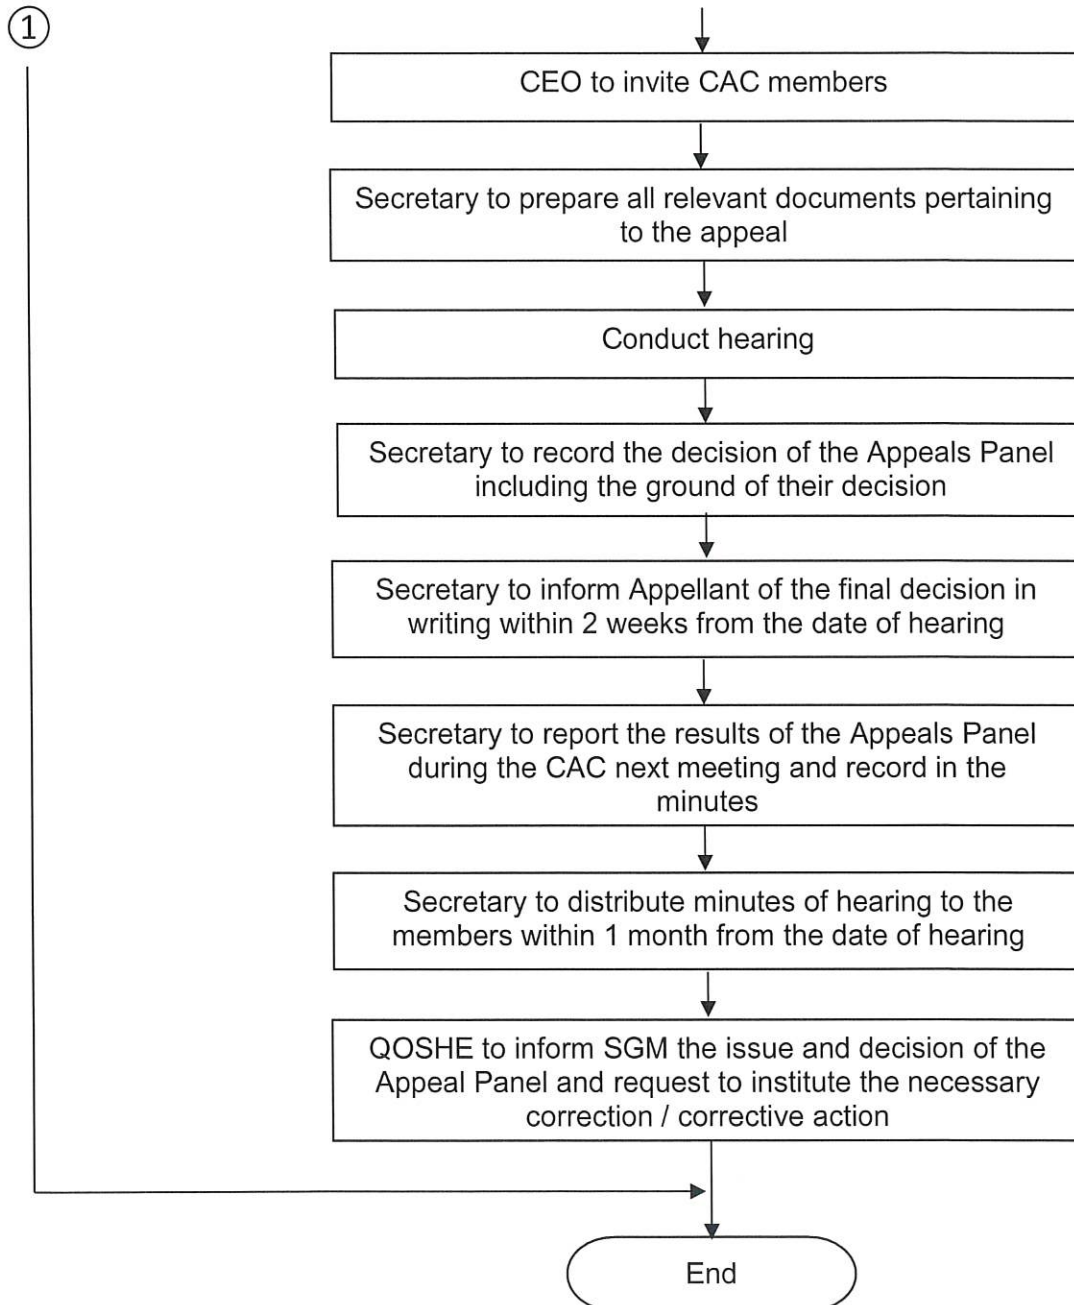 ①
CEO to invite CAC members
Secretary to prepare all relevant documents pertaining
to the appeal
Conduct hearing
Secretary to record the decision of the Appeals Panel
including the ground of their decision
Secretary to inform Appellant of the final decision in
writing within 2 weeks from the date of hearing
Secretary to report the results of the Appeals Panel
during the CAC next meeting and record in the
minutes
Secretary to distribute minutes of hearing to the
members within 1 month from the date of hearing
QOSHE to inform SGM the issue and decision of the
Appeal Panel and request to institute the necessary
correction / corrective action
End